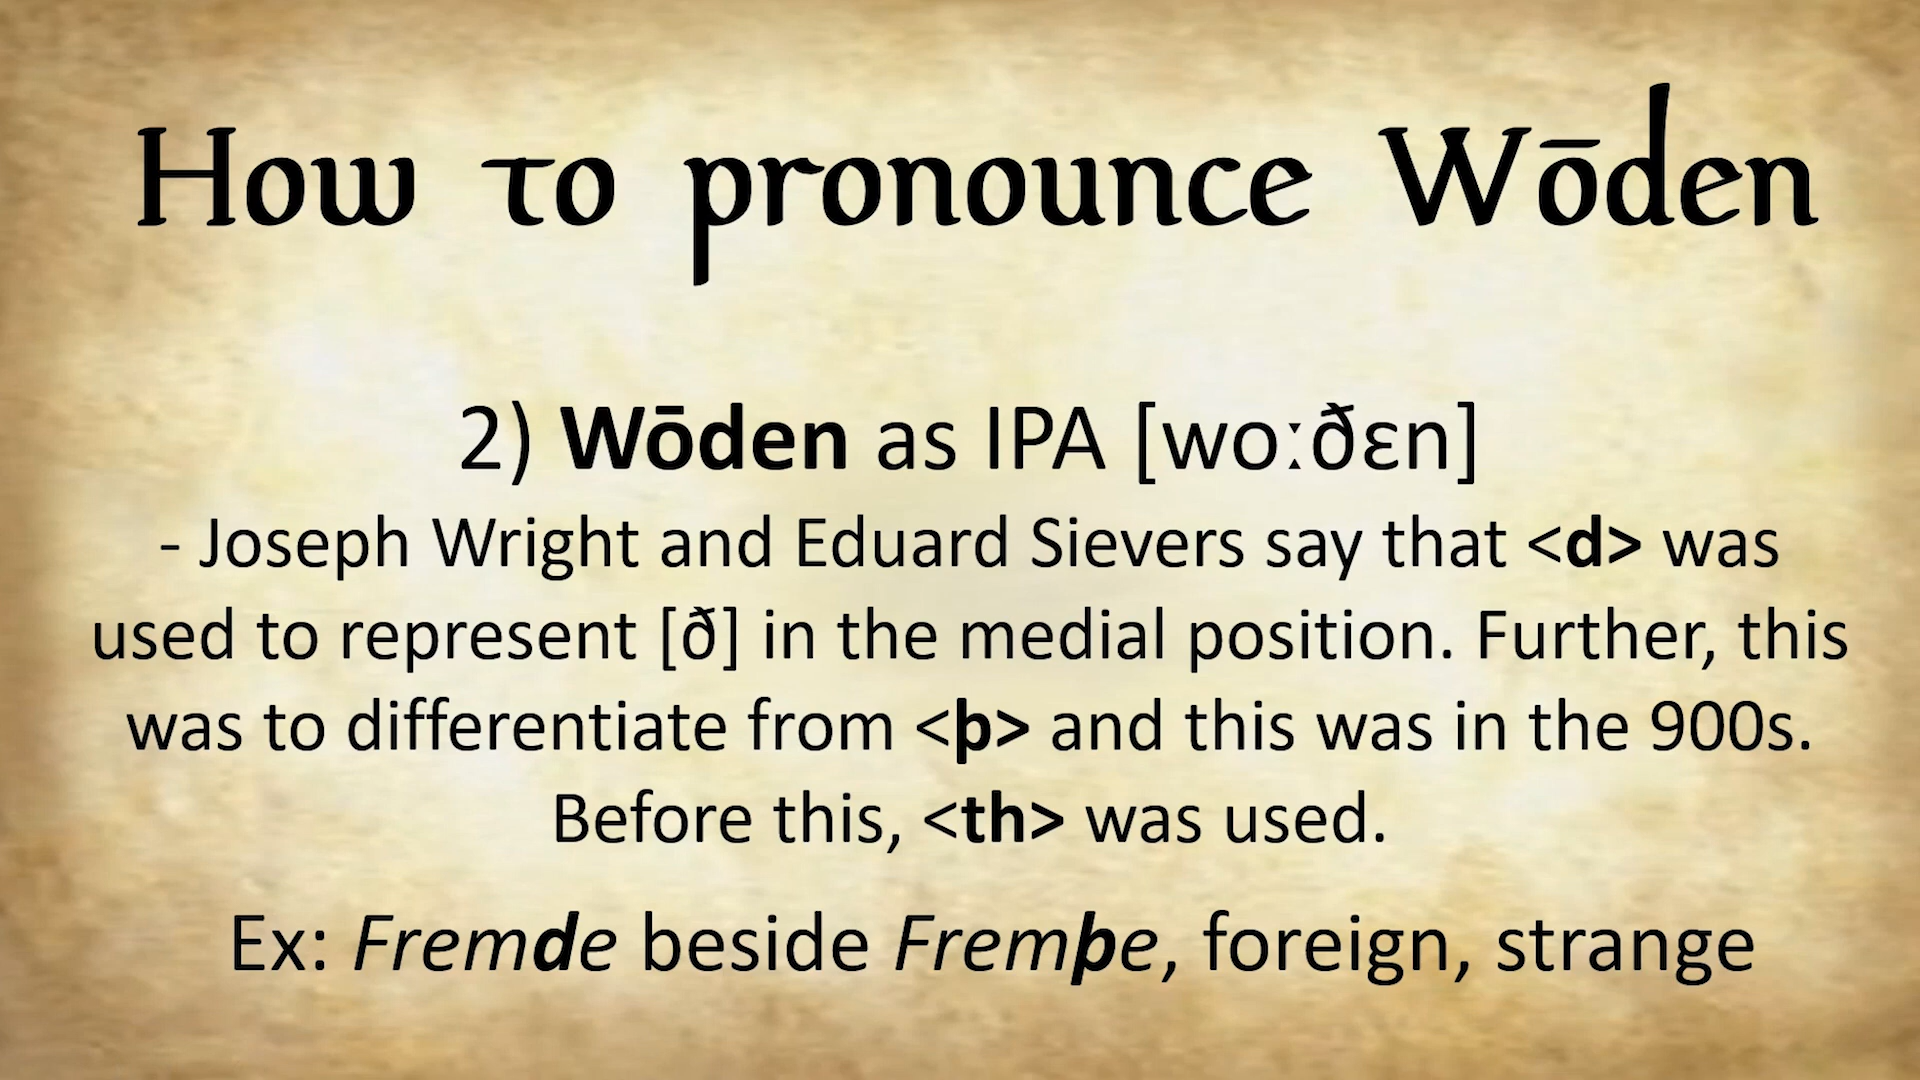 How to pronounce Wōden
2) Wōden as IPA [woːðɛn]
- Joseph Wright and Eduard Sievers say that <d> was
used to represent [ð] in the medial position. Further, this
was to differentiate from <þ> and this was in the 900s.
Before this, <th> was used.
Ex: Fremde beside Fremþe, foreign, strange